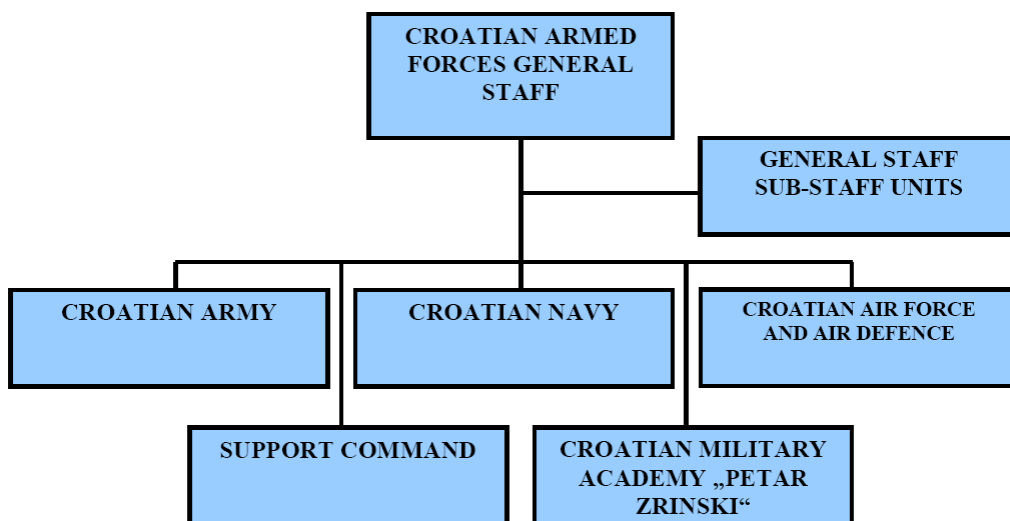 CROATIAN ARMED
FORCES GENERAL
STAFF
GENERAL STAFF
SUB-STAFF UNITS
CROATIAN ARMY
CROATIAN NAVY
CROATIAN AIR FORCE
AND AIR DEFENCE
SUPPORT COMMAND
CROATIAN MILITARY
ACADEMY „PETAR
ZRINSKI“